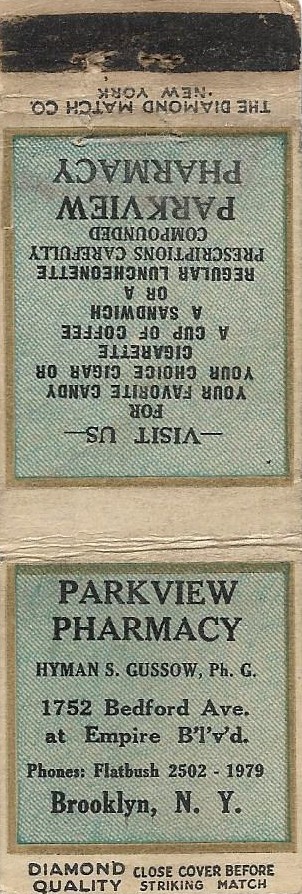 THE DIAMOND MATCH CO.
·NEW YORK·
—VISIT US—
FOR
YOUR FAVORITE CANDY
YOUR CHOICE CIGAR OR
CIGARETTE
A CUP OF COFFEE
A SANDWICH
OR A
REGULAR LUNCHEONETTE
PRESCRIPTIONS CAREFULLY
COMPOUNDED
PARKVIEW
PHARMACY
PARKVIEW
PHARMACY
HYMAN S. GUSSOW, Ph. G.
1752 Bedford Ave.
at Empire B'l'v'd.
Phones: Flatbush 2502 - 1979
Brooklyn, N. Y.
DIAMOND QUALITY
CLOSE COVER BEFORE
STRIKING MATCH